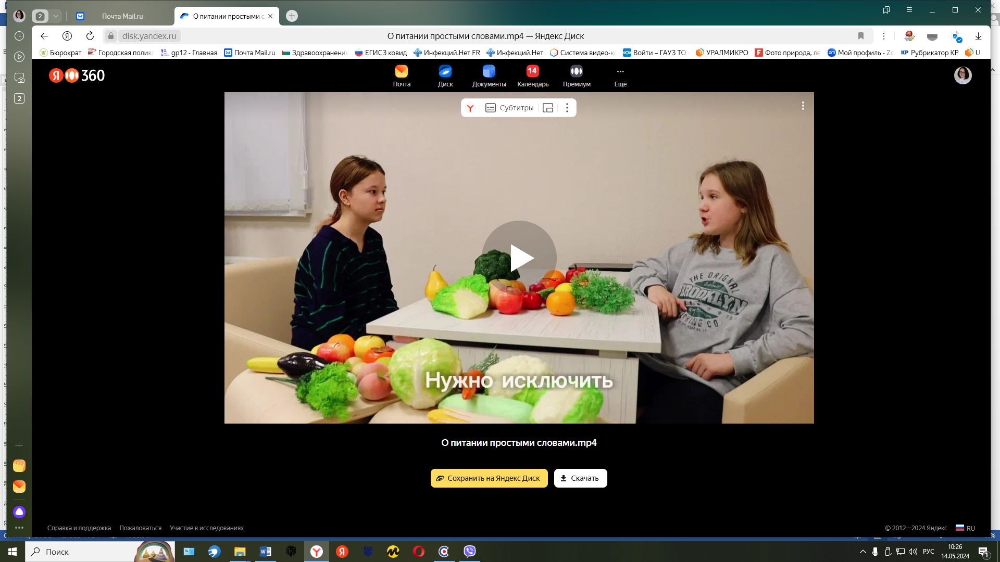 2
Почта Mail.ru
О питании простыми с
disk.yandex.ru
О питании простыми словами.mp4 — Яндекс Диск
Бюрократ
Городская поликл
gp12 - Главная
Почта Mail.ru
Здравоохранение
ЕГИСЗ ковид
Инфекций.Нет FR
Инфекций.Нет
Система видео-к
Войти – ГАУЗ ТО
УРАЛМИКРО
Фото природа, ле
Мой профиль - Zo
КР Рубрикатор КР
U
2
Я 360
Почта
Диск
Документы
14
Календарь
Премиум
Ещё
Субтитры
THE ORIGNAL
BROOKLYN
Нужно исключить
О питании простыми словами.mp4
Сохранить на Яндекс Диск
Скачать
Справка и поддержка
Пожаловаться
Участие в исследованиях
© 2012—2024 Яндекс
RU
Поиск
РУС
10:26
14.05.2024
1